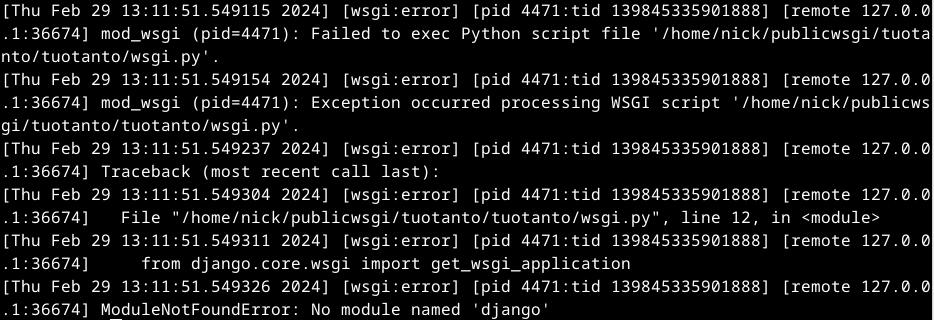 [Thu Feb 29 13:11:51.549115 2024] [wsgi:error] [pid 4471:tid 139845335901888] [remote 127.0.0
.1:36674] mod_wsgi (pid=4471): Failed to exec Python script file '/home/nick/publicwsgi/tuota
nto/tuotanto/wsgi.py'.
[Thu Feb 29 13:11:51.549154 2024] [wsgi:error] [pid 4471:tid 139845335901888] [remote 127.0.0
.1:36674] mod_wsgi (pid=4471): Exception occurred processing WSGI script '/home/nick/publicws
gi/tuotanto/tuotanto/wsgi.py'.
[Thu Feb 29 13:11:51.549237 2024] [wsgi:error] [pid 4471:tid 139845335901888] [remote 127.0.0
.1:36674] Traceback (most recent call last):
[Thu Feb 29 13:11:51.549304 2024] [wsgi:error] [pid 4471:tid 139845335901888] [remote 127.0.0
.1:36674]   File "/home/nick/publicwsgi/tuotanto/tuotanto/wsgi.py", line 12, in <module>
[Thu Feb 29 13:11:51.549311 2024] [wsgi:error] [pid 4471:tid 139845335901888] [remote 127.0.0
.1:36674]     from django.core.wsgi import get_wsgi_application
[Thu Feb 29 13:11:51.549326 2024] [wsgi:error] [pid 4471:tid 139845335901888] [remote 127.0.0
.1:36674] ModuleNotFoundError: No module named 'django'